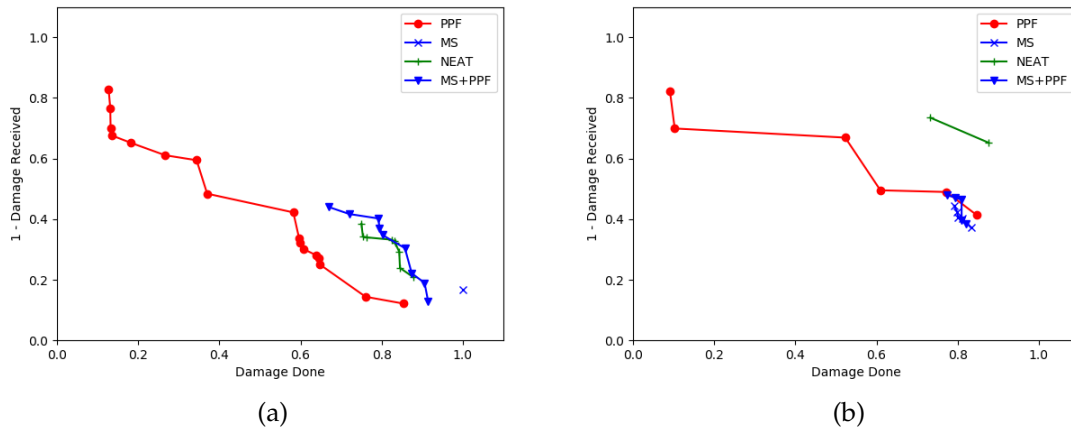 1.0
0.8
0.6
0.4
0.2
0.0
1 - Damage Received
0.0 0.2 0.4 0.6 0.8 1.0
Damage Done
PPF
MS
NEAT
MS+PPF
(a)
1.0
0.8
0.6
0.4
0.2
0.0
1 - Damage Received
0.0 0.2 0.4 0.6 0.8 1.0
Damage Done
PPF
MS
NEAT
MS+PPF
(b)